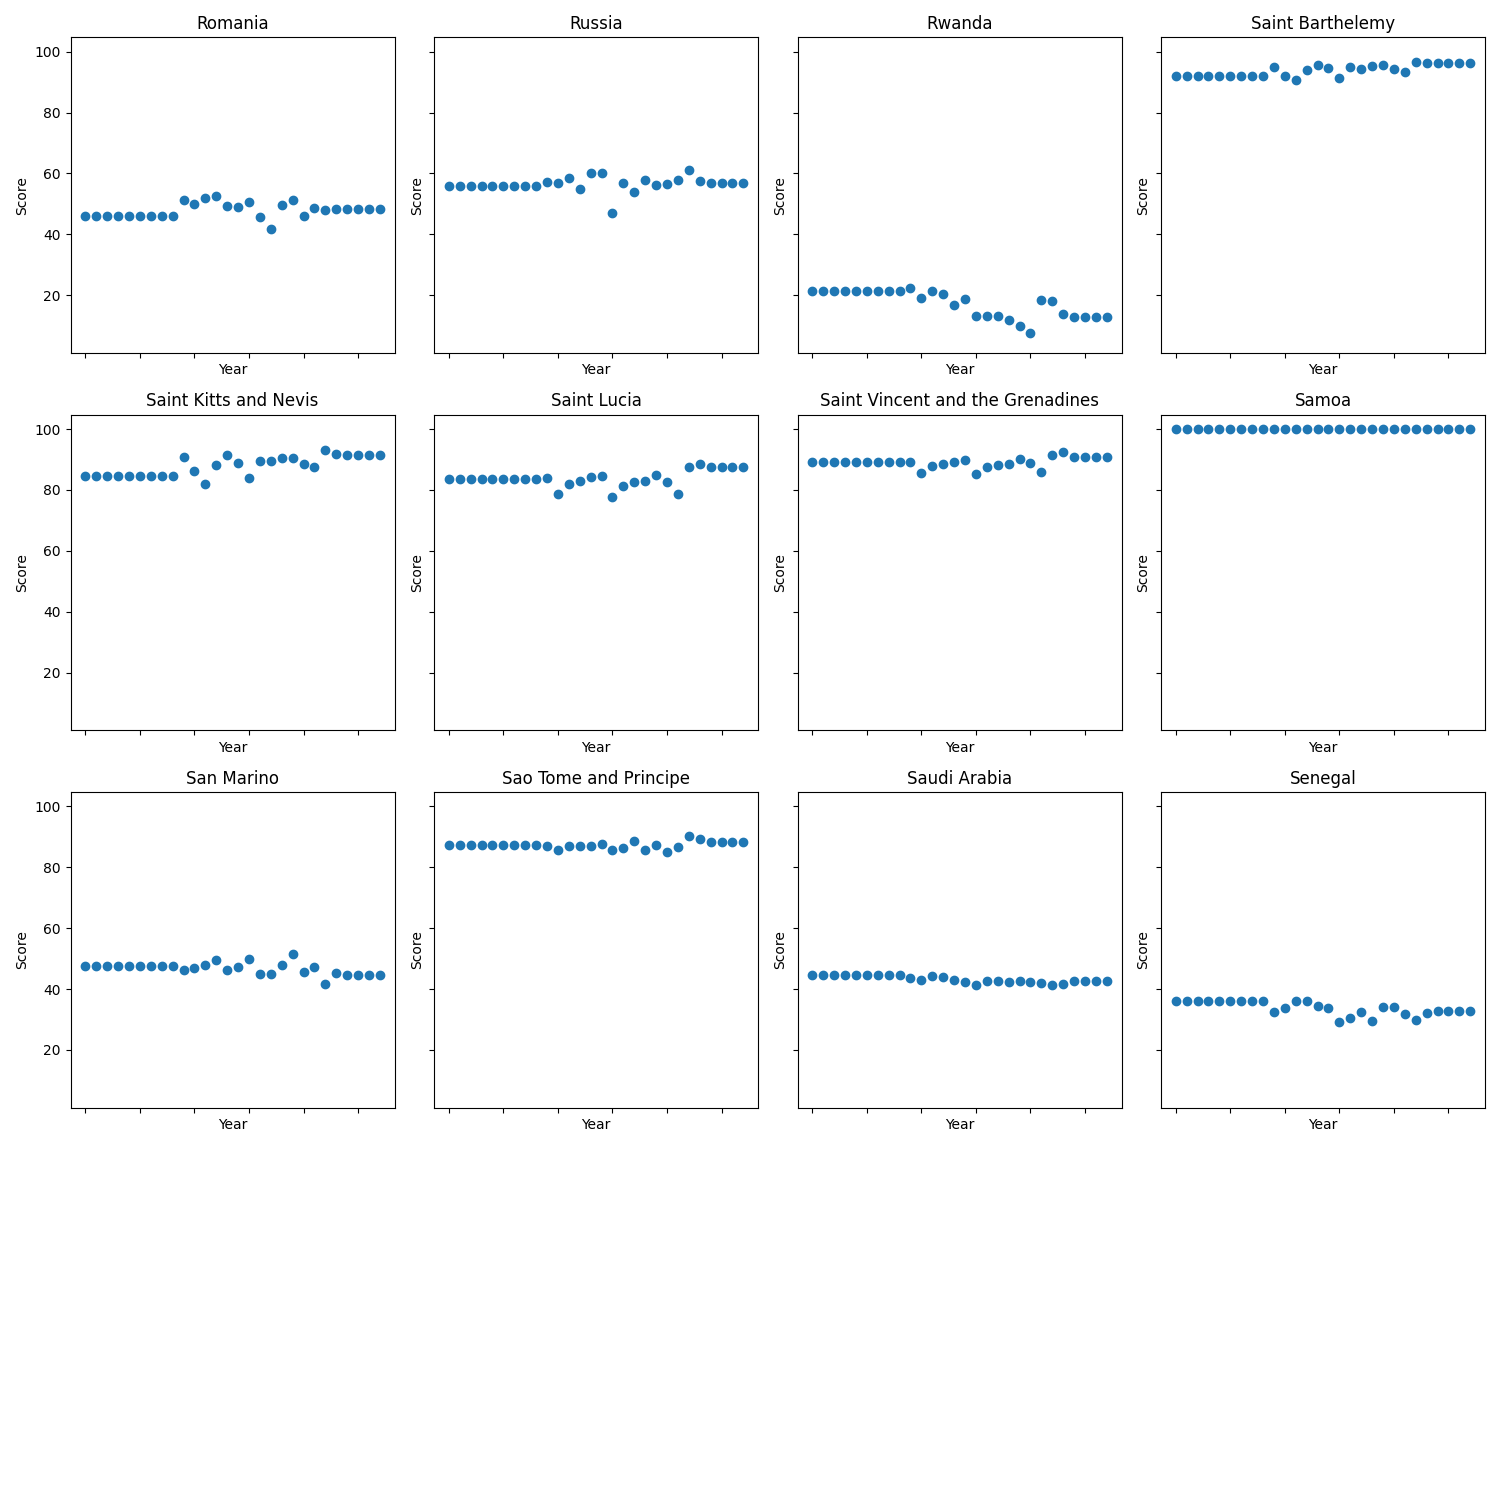 Romania
Russia
Rwanda
Saint Barthelemy
100
80
60
40
20
Score
Score
Score
Score
Year
Year
Year
Year
Saint Kitts and Nevis
Saint Lucia
Saint Vincent and the Grenadines
Samoa
100
80
60
40
20
Score
Score
Score
Score
Year
Year
Year
Year
San Marino
Sao Tome and Principe
Saudi Arabia
Senegal
100
80
60
40
20
Score
Score
Score
Score
Year
Year
Year
Year